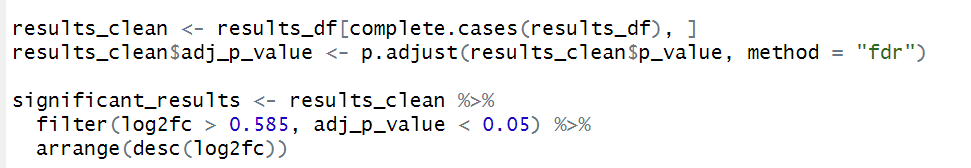 results_clean <- results_df[complete.cases(results_df), ]
results_clean$adj_p_value <- p.adjust(results_clean$p_value, method = "fdr")
significant_results <- results_clean %>%
  filter(log2fc > 0.585, adj_p_value < 0.05) %>%
  arrange(desc(log2fc))